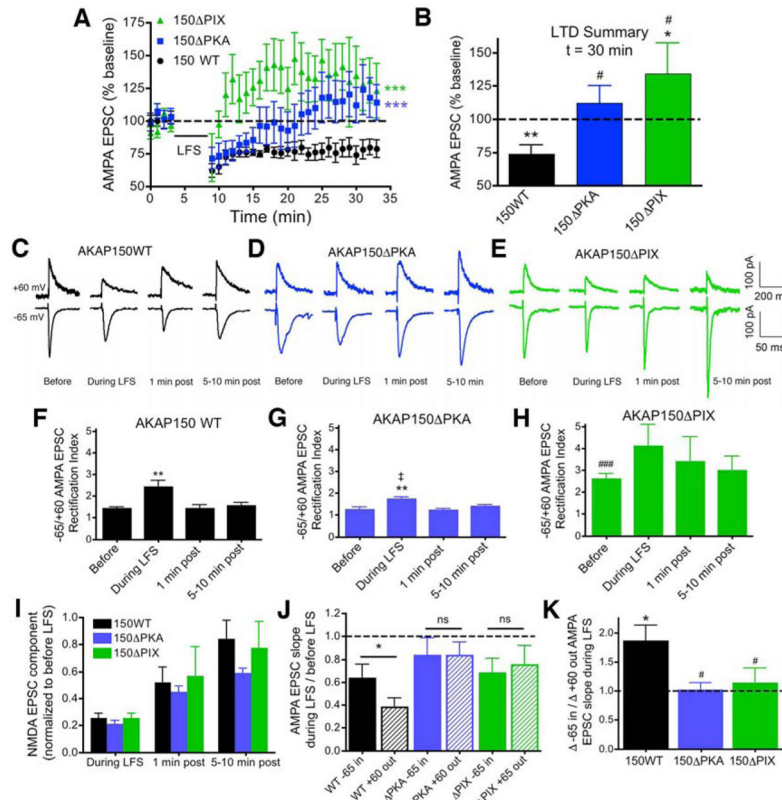 A
150ΔPIX
150ΔPKA
150 WT
AMPA EPSC (% baseline)
175
150
125
100
75
50
LFS
***
***
0 5 10 15 20 25 30 35
Time (min)
B
LTD Summary
t = 30 min
AMPA EPSC (% baseline)
175
150
125
100
75
50
**
#
#
*
150WT
150ΔPKA
150ΔPIX
C
AKAP150WT
+60 mV
-65 mV
Before
During LFS
1 min post
5-10 min post
D
AKAP150ΔPKA
Before
During LFS
1 min post
5-10 min
E
AKAP150ΔPIX
Before
During LFS
1 min post
5-10 min post
100 pA
200 m
100 pA
50 ms
F
AKAP150 WT
-65/+60 AMPA EPSC
Rectification Index
5
4
3
2
1
0
**
Before
During LFS
1 min post
5-10 min post
G
AKAP150ΔPKA
-65/+60 AMPA EPSC
Rectification Index
5
4
3
2
1
0
‡
**
Before
During LFS
1 min post
5-10 min post
H
AKAP150ΔPIX
-65/+60 AMPA EPSC
Rectification Index
5
4
3
2
1
0
###
Before
During LFS
1 min post
5-10 min post
I
150WT
150ΔPKA
150ΔPIX
NMDA EPSC component
(normalized to before LFS)
1.0
0.8
0.6
0.4
0.2
0.0
During LFS
1 min post
5-10 min post
J
AMPA EPSC slope
during LFS / before LFS
1.2
1.0
0.8
0.6
0.4
0.2
0.0
*
ns
ns
WT -65 in
WT +60 out
ΔPKA -65 in
PKA +60 out
ΔPIX -65 in
PIX +65 out
K
Δ -65 in / Δ +60 out AMPA
EPSC slope during LFS
2.0
1.5
1.0
0.5
0.0
*
#
#
150WT
150ΔPKA
150ΔPIX